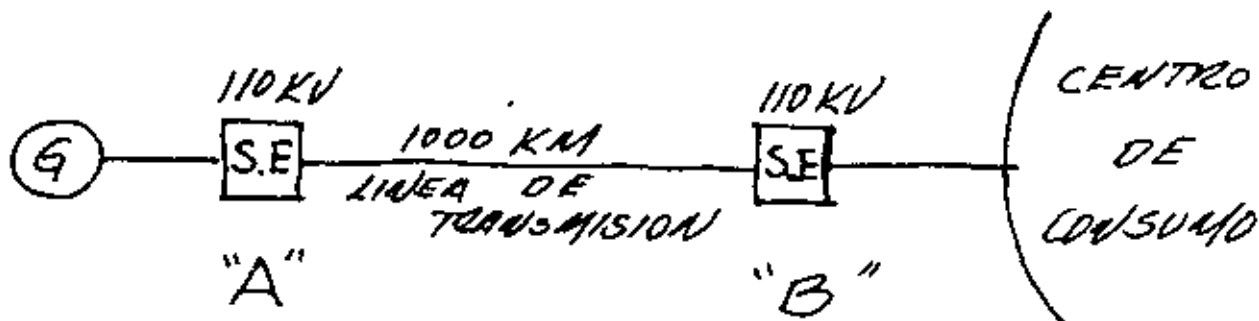 110 KV
110 KV
CENTRO
G
S.E
1000 KM
S.E
DE
LINEA DE
TRANSMISION
CONSUMO
"A"
"B"